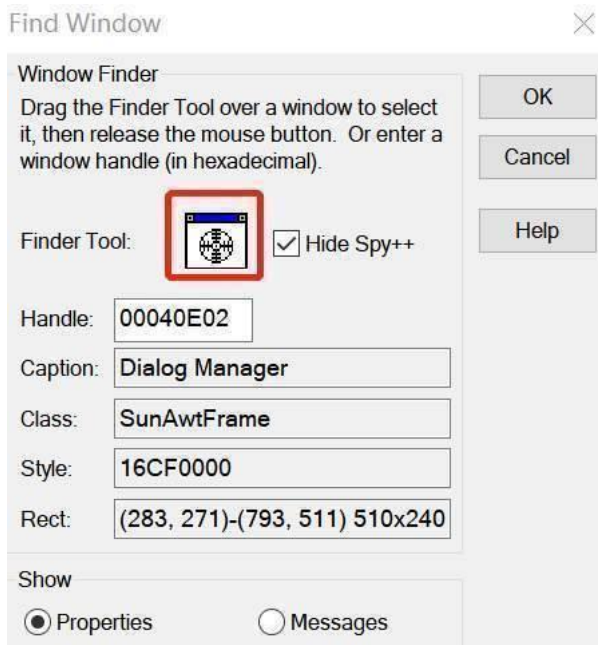 Find Window
Window Finder
Drag the Finder Tool over a window to select
it, then release the mouse button. Or enter a
window handle (in hexadecimal).
OK
Cancel
Help
Finder Tool:
Hide Spy++
Handle: 00040E02
Caption: Dialog Manager
Class: SunAwtFrame
Style: 16CF0000
Rect: (283, 271)-(793, 511) 510x240
Show
Properties
Messages